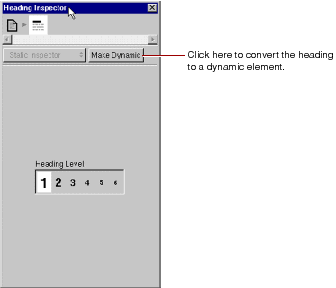 Heading Inspector
Static Inspector
Make Dynamic
Click here to convert the heading
to a dynamic element.
Heading Level
1 2 3 4 5 6